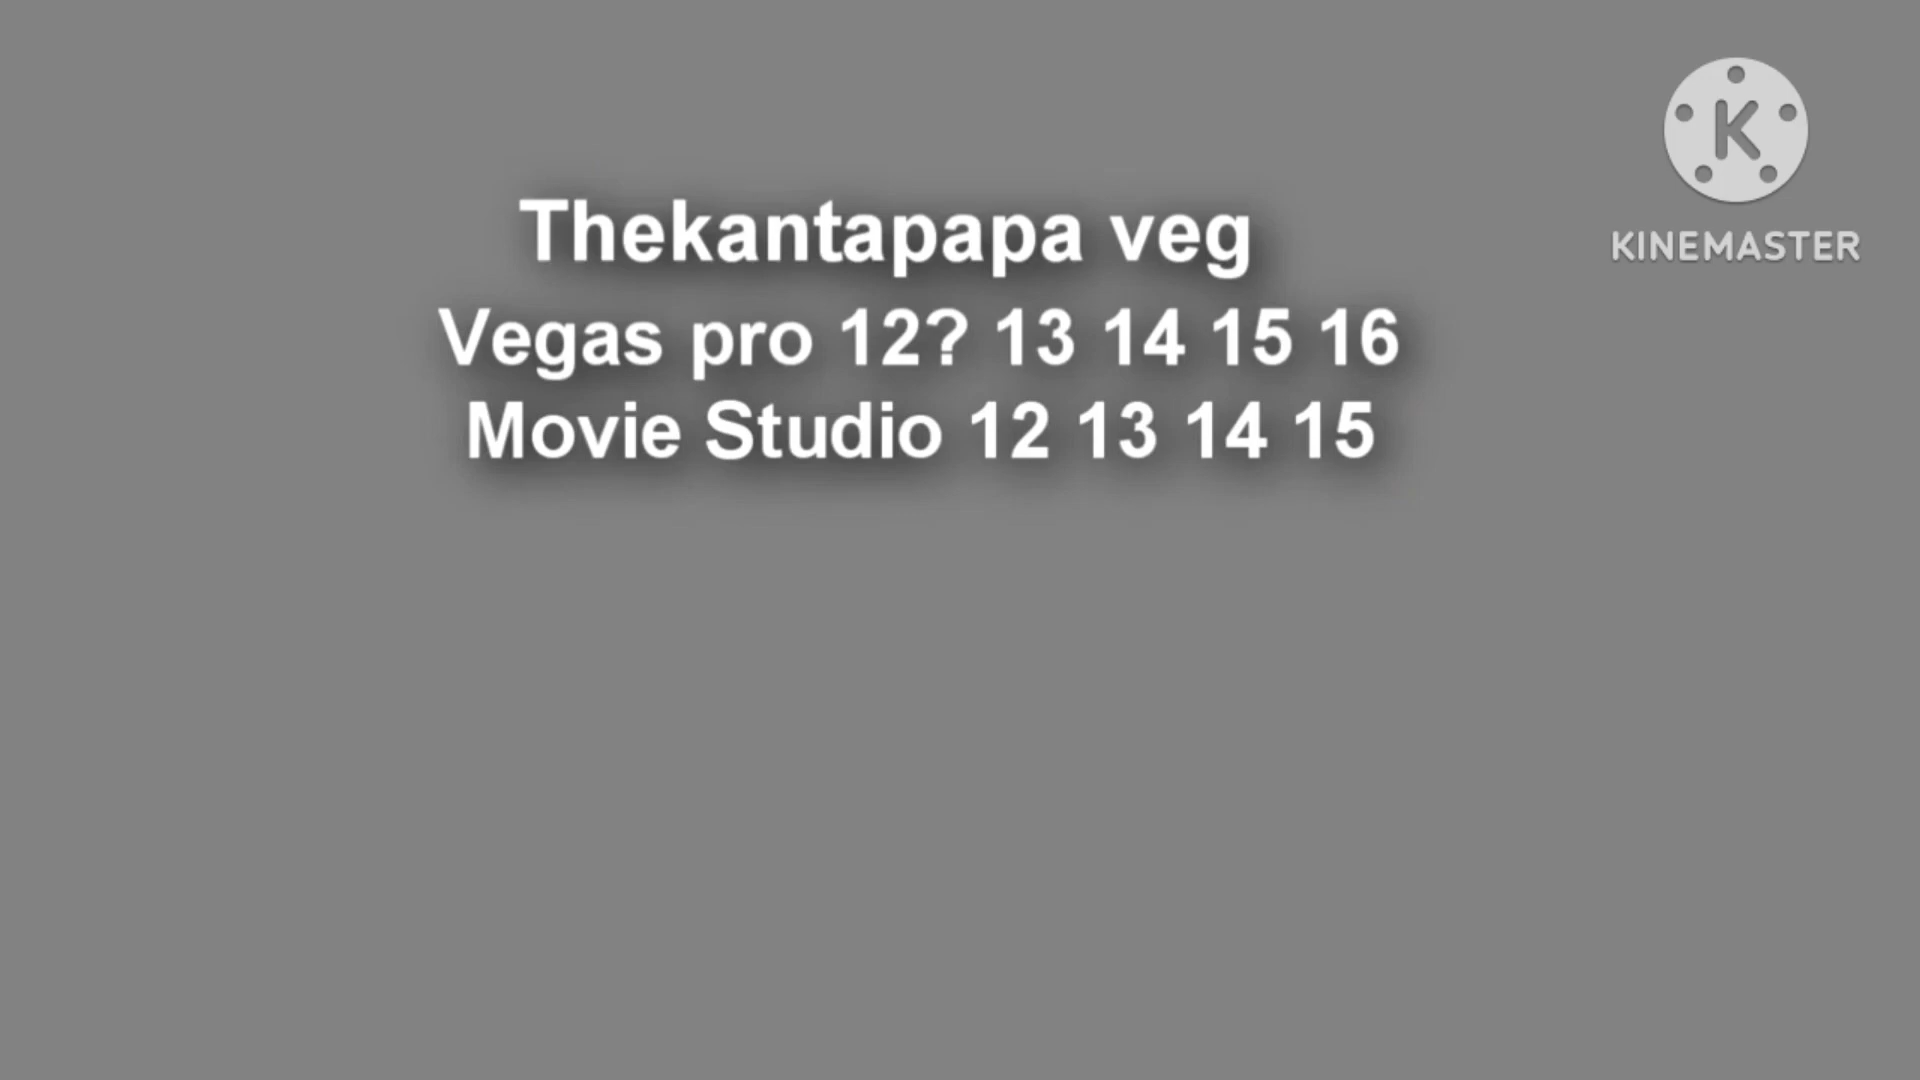 Thekantapapa veg
Vegas pro 12? 13 14 15 16
Movie Studio 12 13 14 15
K
KINEMASTER